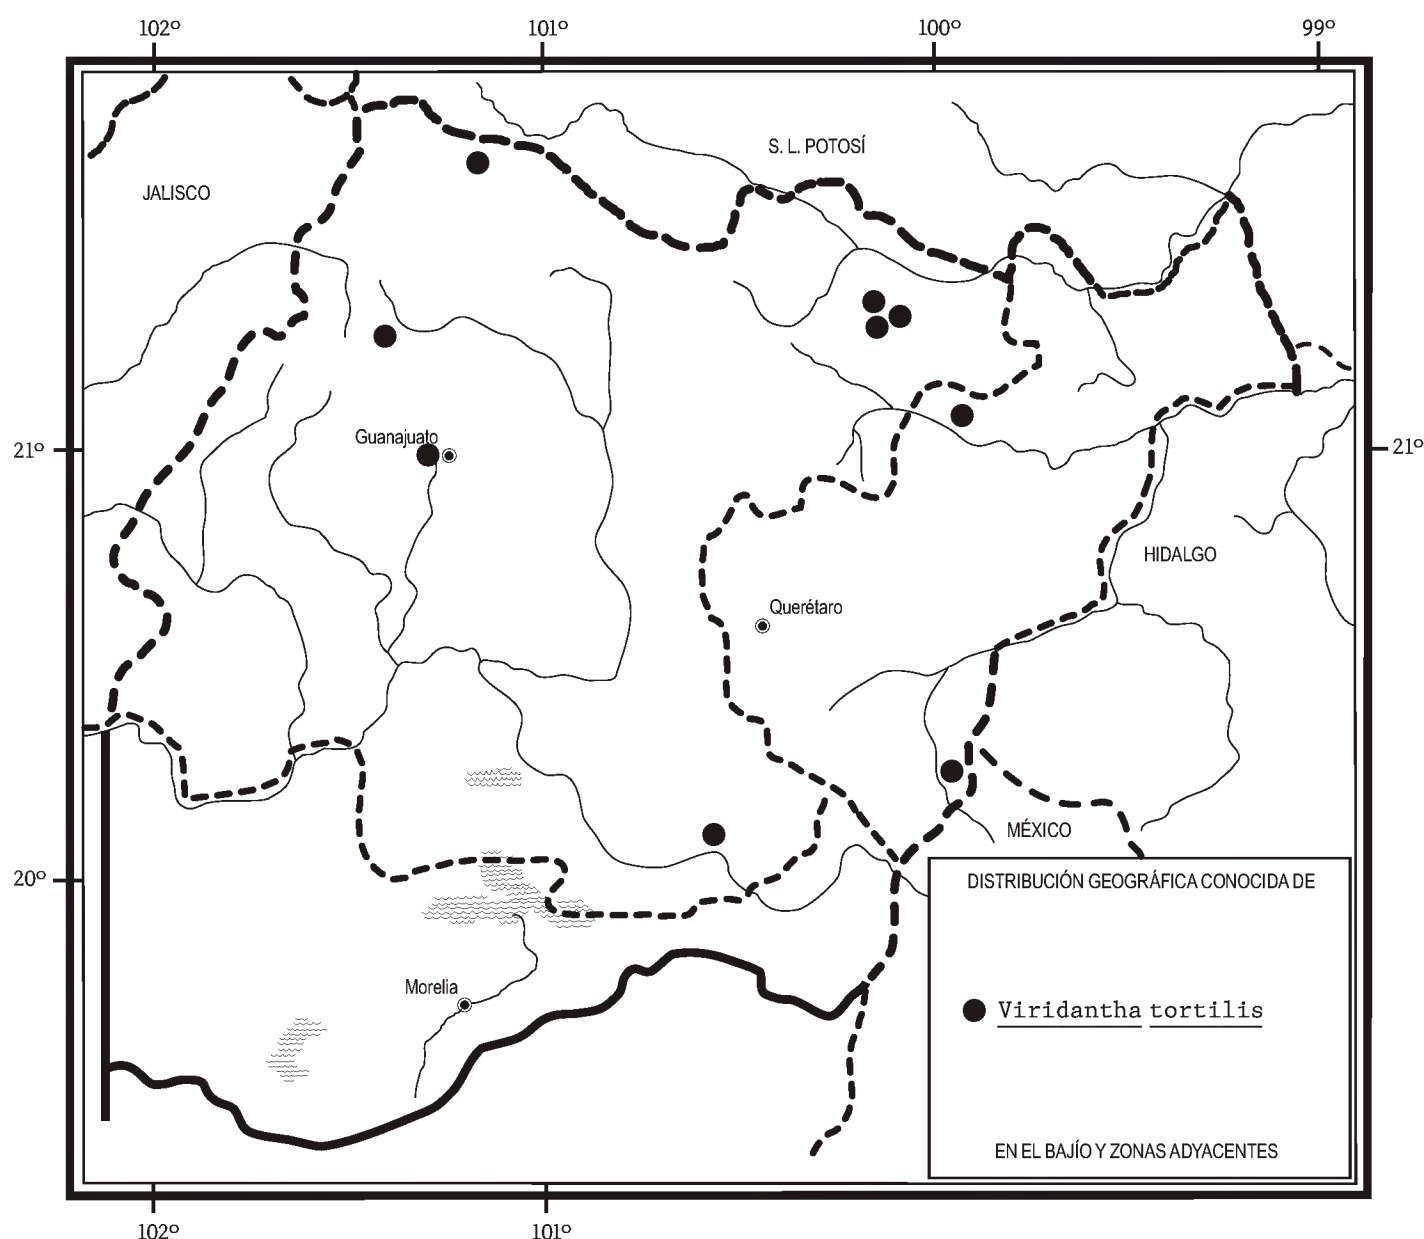 102º 101º 100º 99º
S. L. POTOSÍ
JALISCO
Guanajuato
21º 21º
HIDALGO
Querétaro
MÉXICO
20º
DISTRIBUCIÓN GEOGRÁFICA CONOCIDA DE
Morelia
Viridantha tortilis
EN EL BAJÍO Y ZONAS ADYACENTES
102º 101º